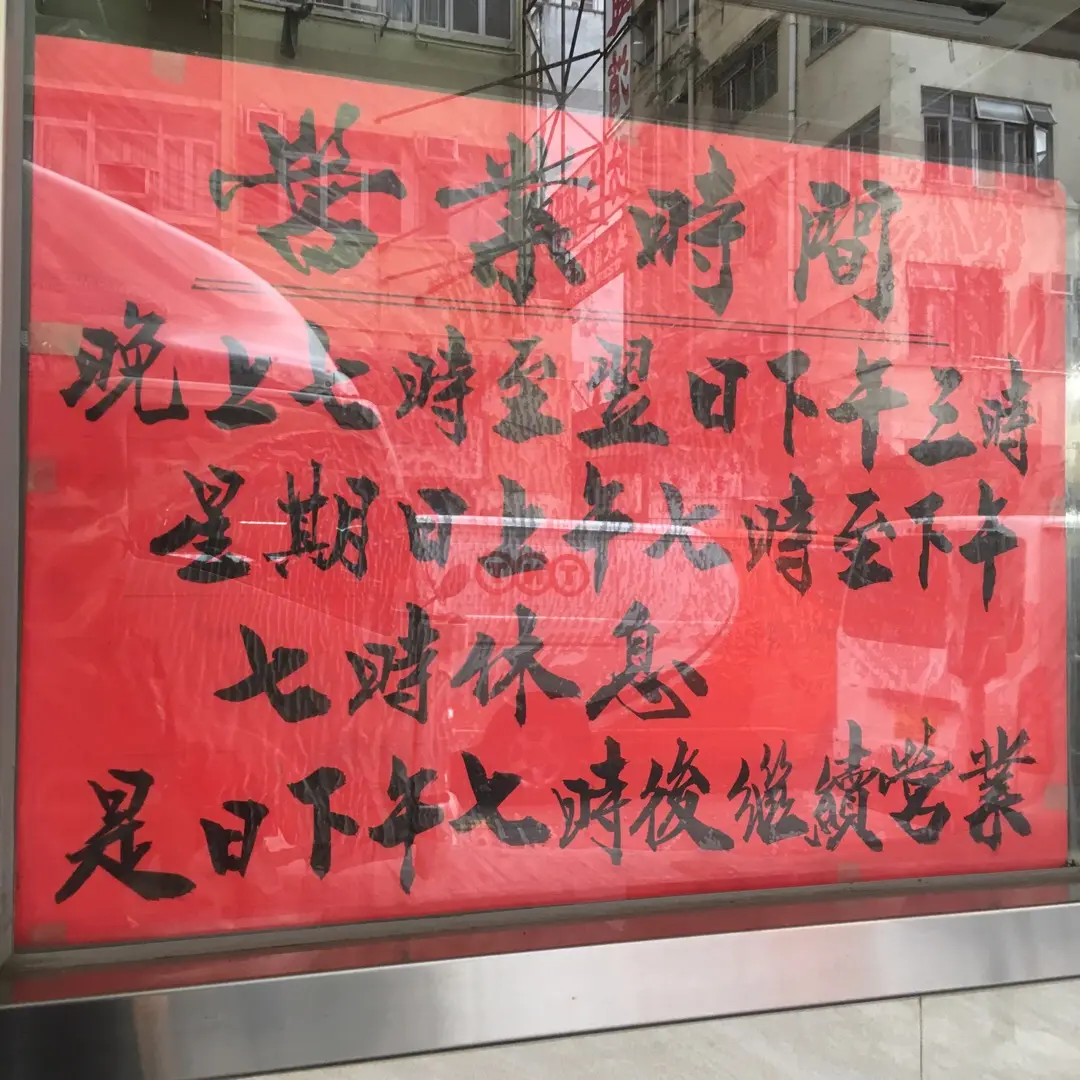 營業時間
晚上七時至翌日下午三時
星期日上午七時至下午
七時休息
是日下午七時後繼續營業